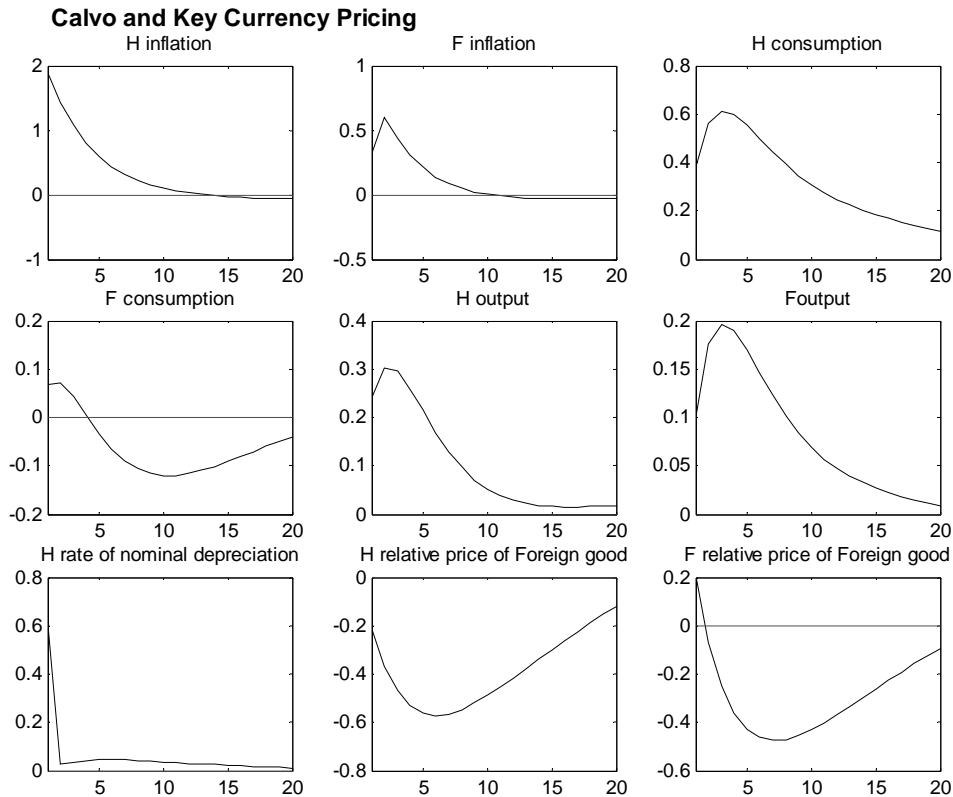 Calvo and Key Currency Pricing
H inflation
F inflation
H consumption
2
1
0
-1
5 10 15 20
1
0.5
0
-0.5
5 10 15 20
0.8
0.6
0.4
0.2
0
5 10 15 20
F consumption
H output
Foutput
0.2
0.1
0
-0.1
-0.2
5 10 15 20
0.4
0.3
0.2
0.1
0
5 10 15 20
0.2
0.15
0.1
0.05
0
5 10 15 20
H rate of nominal depreciation
H relative price of Foreign good
F relative price of Foreign good
0.8
0.6
0.4
0.2
0
5 10 15 20
0
-0.2
-0.4
-0.6
-0.8
5 10 15 20
0.2
0
-0.2
-0.4
-0.6
5 10 15 20